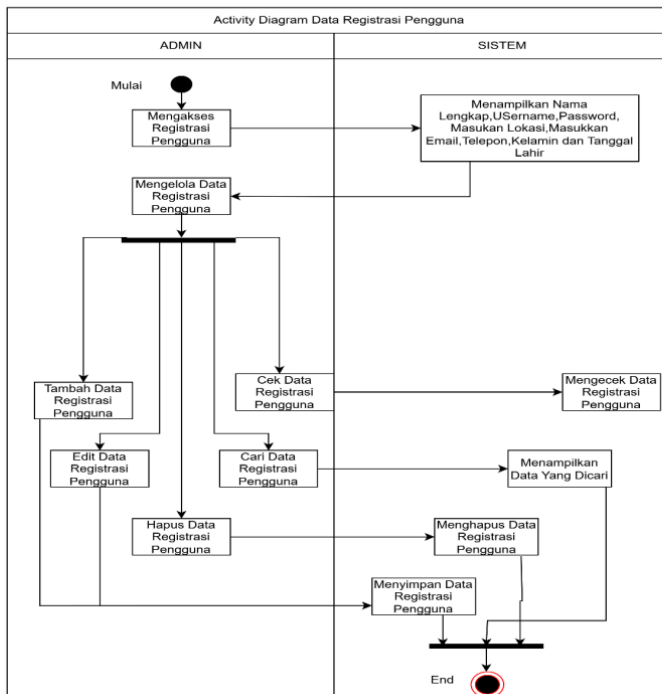 Activity Diagram Data Registrasi Pengguna
ADMIN
SISTEM
Mulai
Mengakses
Registrasi
Pengguna
Menampilkan Nama
Lengkap,USername,Password,
Masukan Lokasi,Masukkan
Email,Telepon,Kelamin dan Tanggal
Lahir
Mengelola Data
Registrasi
Pengguna
Tambah Data
Registrasi
Pengguna
Cek Data
Registrasi
Pengguna
Mengecek Data
Registrasi
Pengguna
Edit Data
Registrasi
Pengguna
Cari Data
Registrasi
Pengguna
Menampilkan
Data Yang Dicari
Hapus Data
Registrasi
Pengguna
Menghapus Data
Registrasi
Pengguna
Menyimpan Data
Registrasi
Pengguna
End